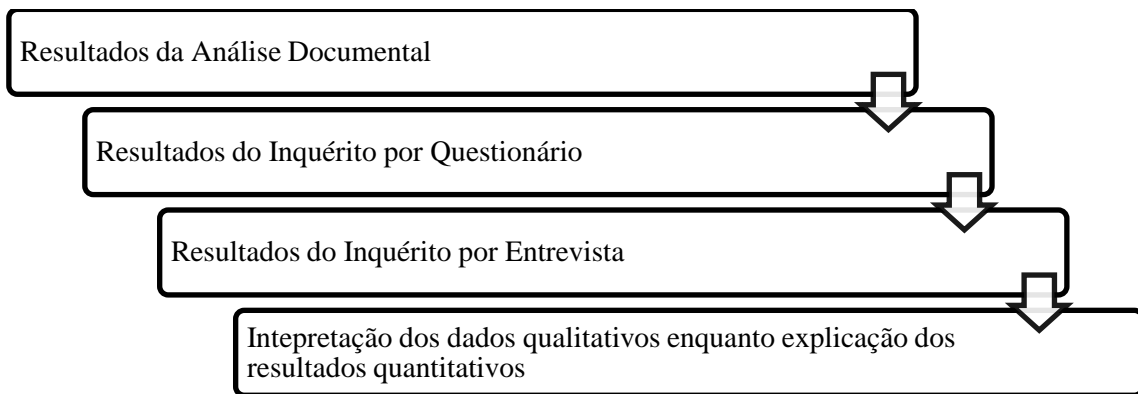 Resultados da Análise Documental
Resultados do Inquérito por Questionário
Resultados do Inquérito por Entrevista
Intepretação dos dados qualitativos enquanto explicação dos
resultados quantitativos